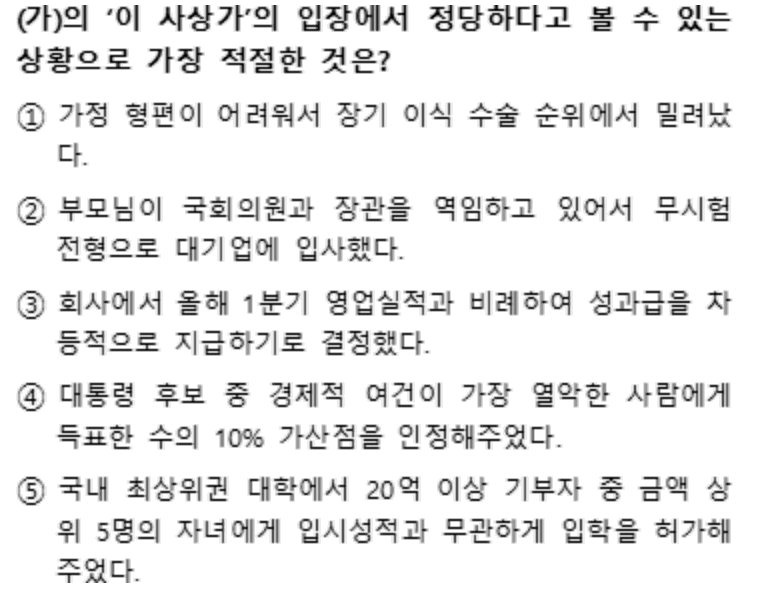 (가)의 ‘이 사상가’의 입장에서 정당하다고 볼 수 있는
상황으로 가장 적절한 것은?
① 가정 형편이 어려워서 장기 이식 수술 순위에서 밀려났
다.
② 부모님이 국회의원과 장관을 역임하고 있어서 무시험
전형으로 대기업에 입사했다.
③ 회사에서 올해 1분기 영업실적과 비례하여 성과급을 차
등적으로 지급하기로 결정했다.
④ 대통령 후보 중 경제적 여건이 가장 열악한 사람에게
득표한 수의 10% 가산점을 인정해주었다.
⑤ 국내 최상위권 대학에서 20억 이상 기부자 중 금액 상
위 5명의 자녀에게 입시성적과 무관하게 입학을 허가해
주었다.